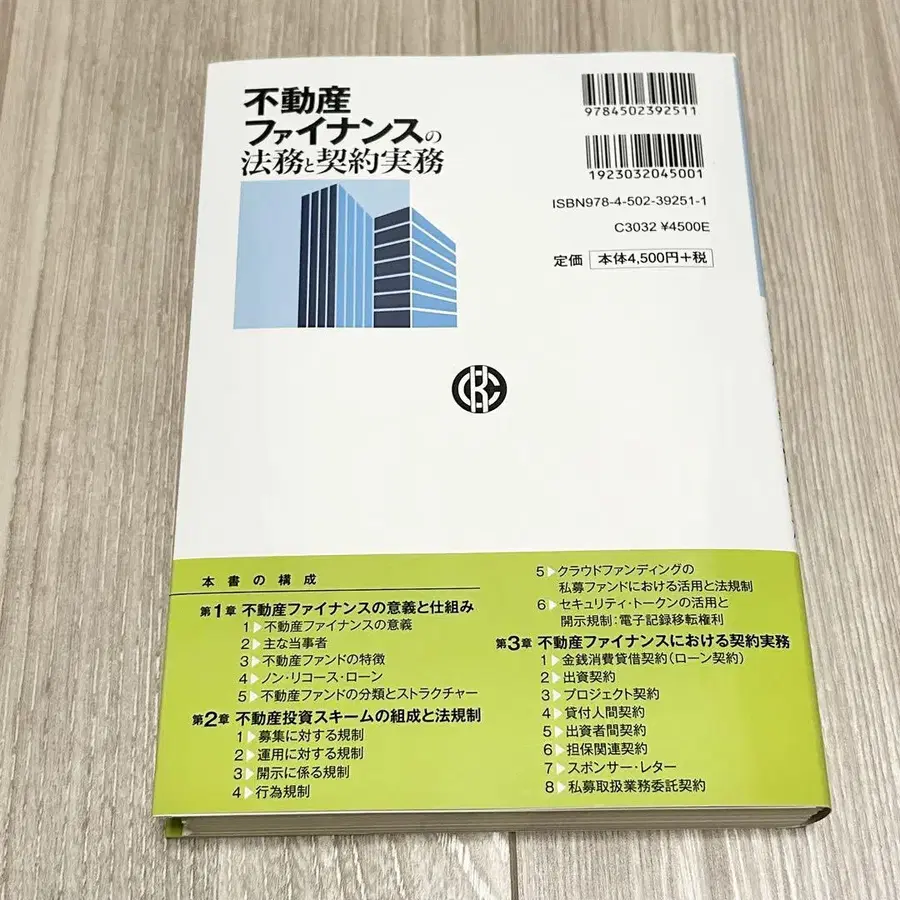 不動産
ファイナンスの
法務と契約実務
9784502392511
1923032045001
ISBN978-4-502-39251-1
C3032 ¥4500E
定価 本体4,500円+税
本書の構成
第1章 不動産ファイナンスの意義と仕組み
1▶不動産ファイナンスの意義
2▶主な当事者
3▶不動産ファンドの特徴
4▶ノン・リコース・ローン
5▶不動産ファンドの分類とストラクチャー
第2章 不動産投資スキームの組成と法規制
1▶募集に対する規制
2▶運用に対する規制
3▶開示に係る規制
4▶行為規制
5▶クラウドファンディングの
私募ファンドにおける活用と法規制
6▶セキュリティ・トークンの活用と
開示規制:電子記録移転権利
第3章 不動産ファイナンスにおける契約実務
1▶金銭消費貸借契約(ローン契約)
2▶出資契約
3▶プロジェクト契約
4▶貸付人間契約
5▶出資者間契約
6▶担保関連契約
7▶スポンサー・レター
8▶私募取扱業務委託契約